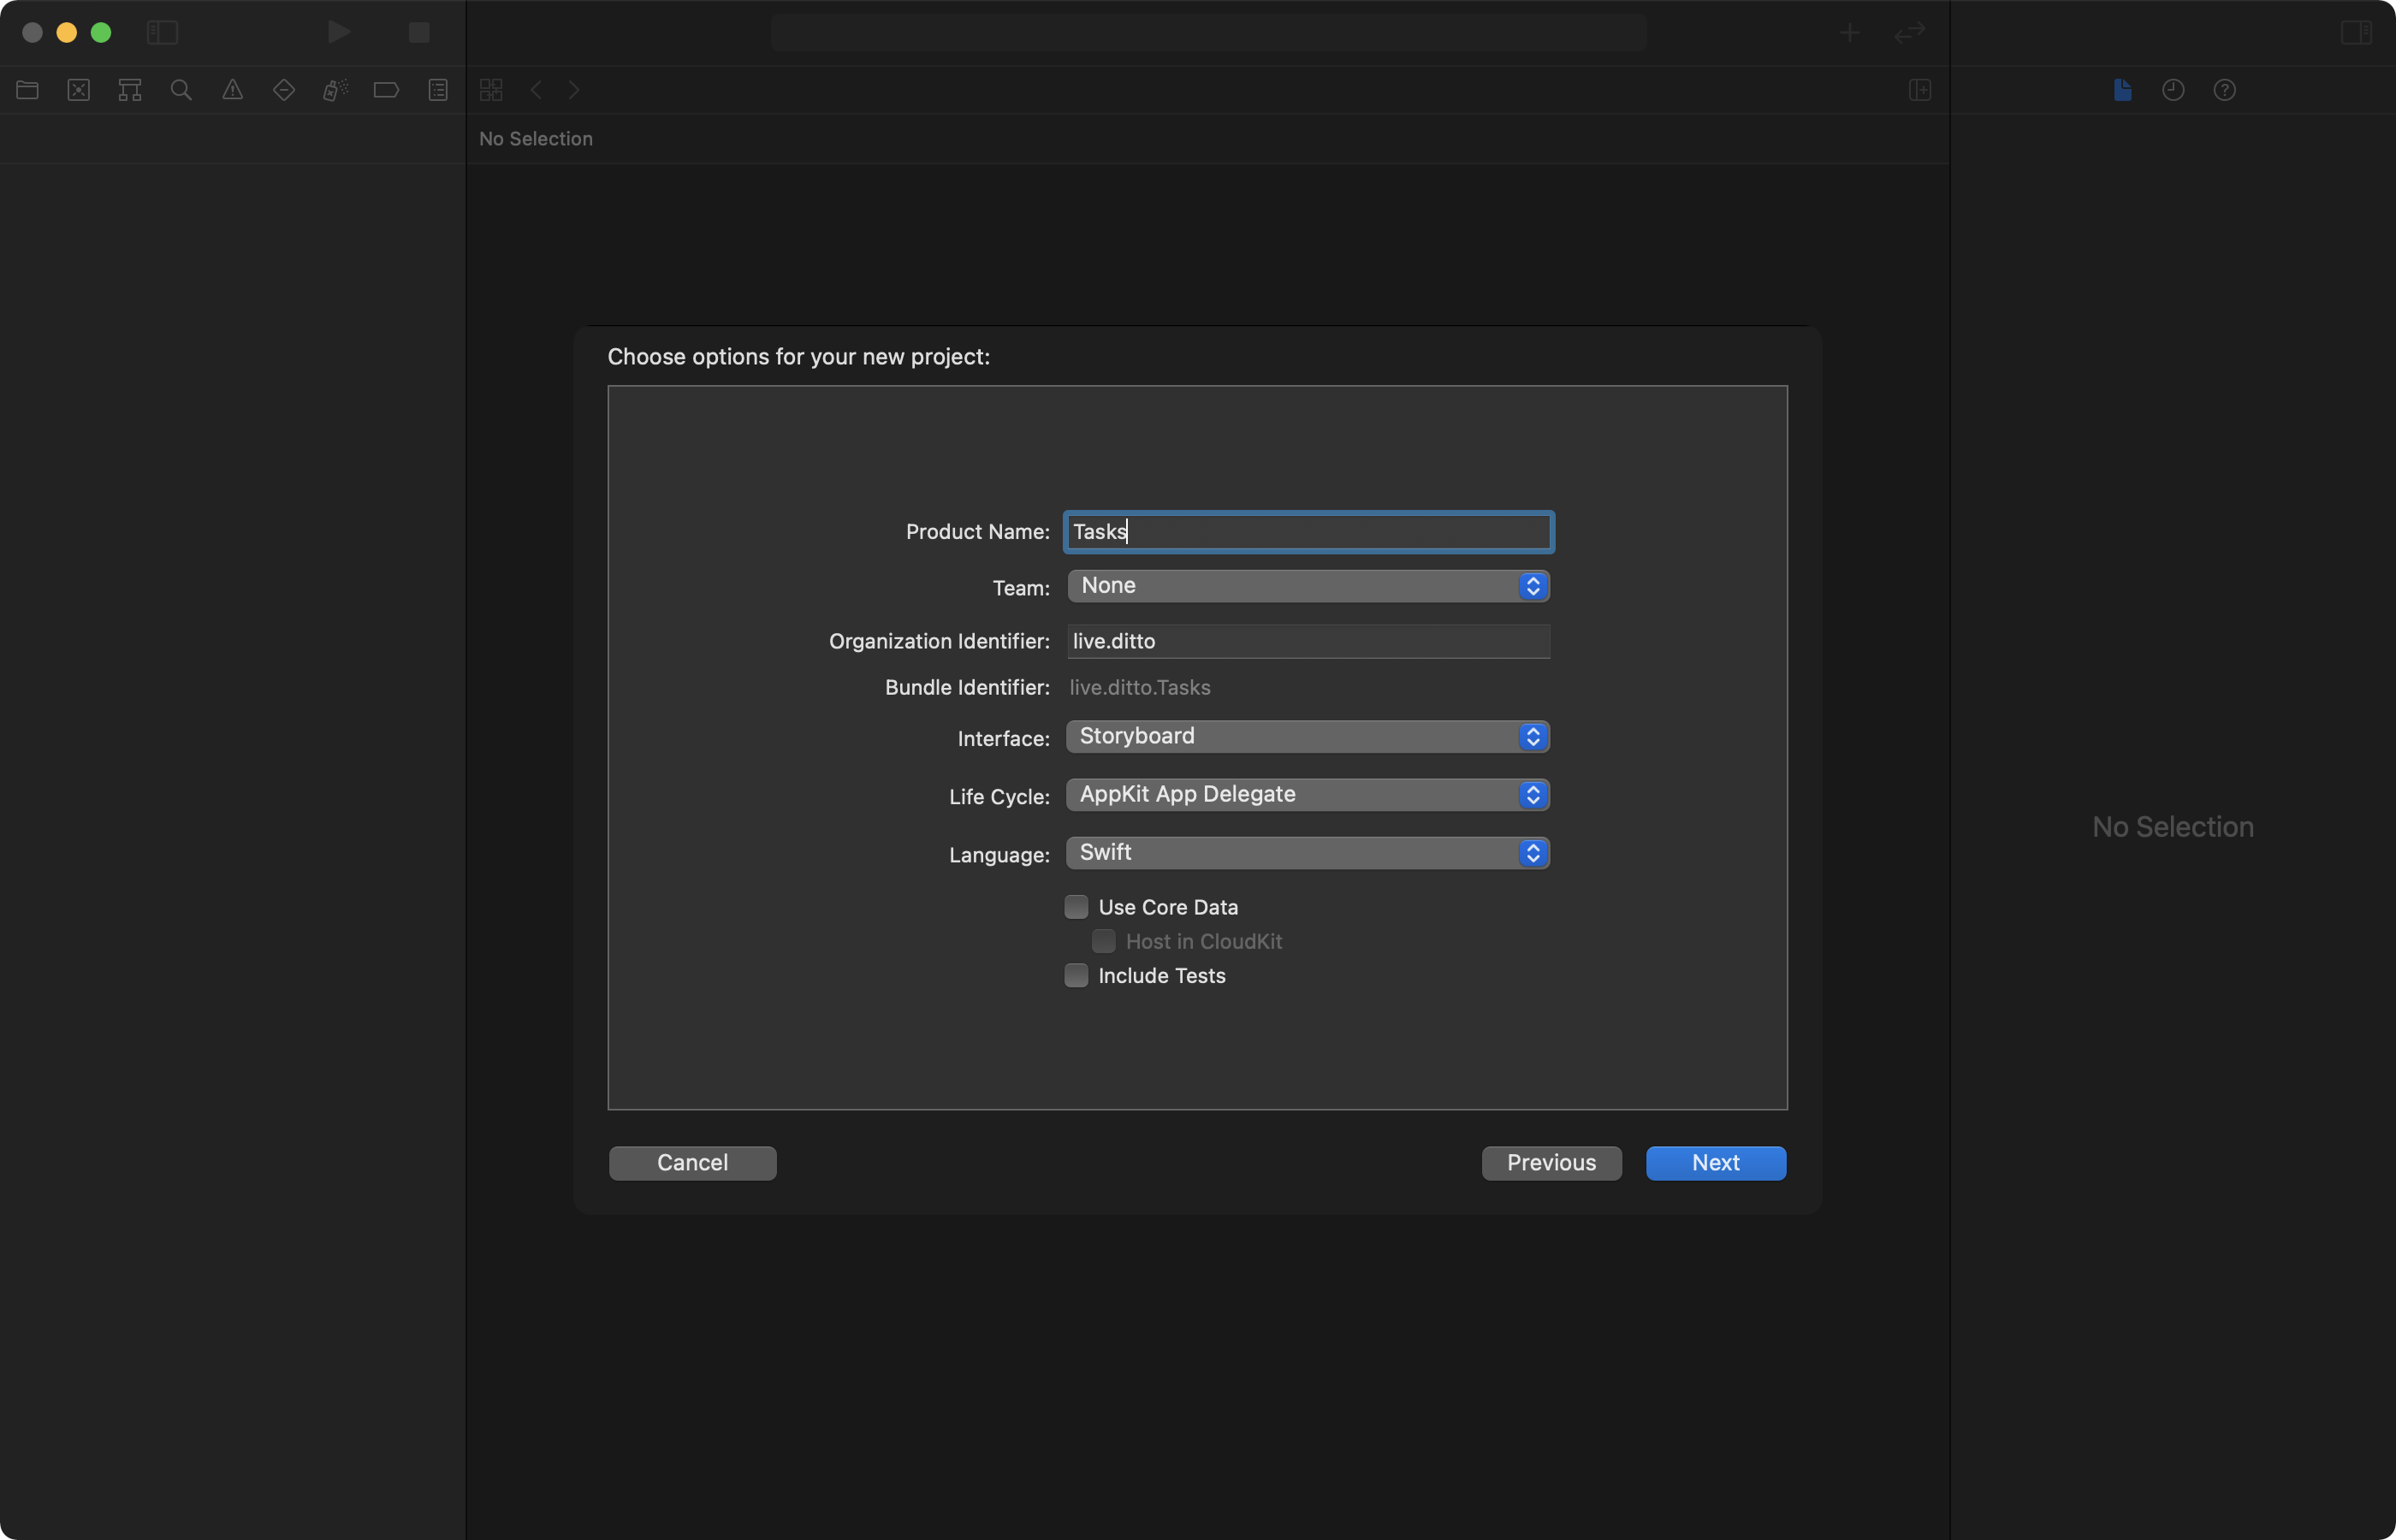 No Selection
Choose options for your new project:
Product Name: Tasks
Team: None
Organization Identifier: live.ditto
Bundle Identifier: live.ditto.Tasks
Interface: Storyboard
Life Cycle: AppKit App Delegate
Language: Swift
Use Core Data
Host in CloudKit
Include Tests
Cancel Previous Next
No Selection